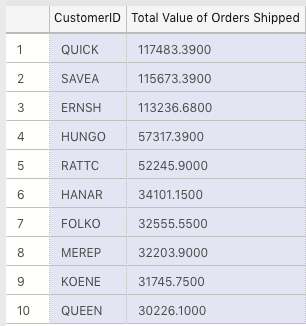 CustomerID Total Value of Orders Shipped
1 QUICK 117483.3900
2 SAVEA 115673.3900
3 ERNSH 113236.6800
4 HUNGO 57317.3900
5 RATTC 52245.9000
6 HANAR 34101.1500
7 FOLKO 32555.5500
8 MEREP 32203.9000
9 KOENE 31745.7500
10 QUEEN 30226.1000